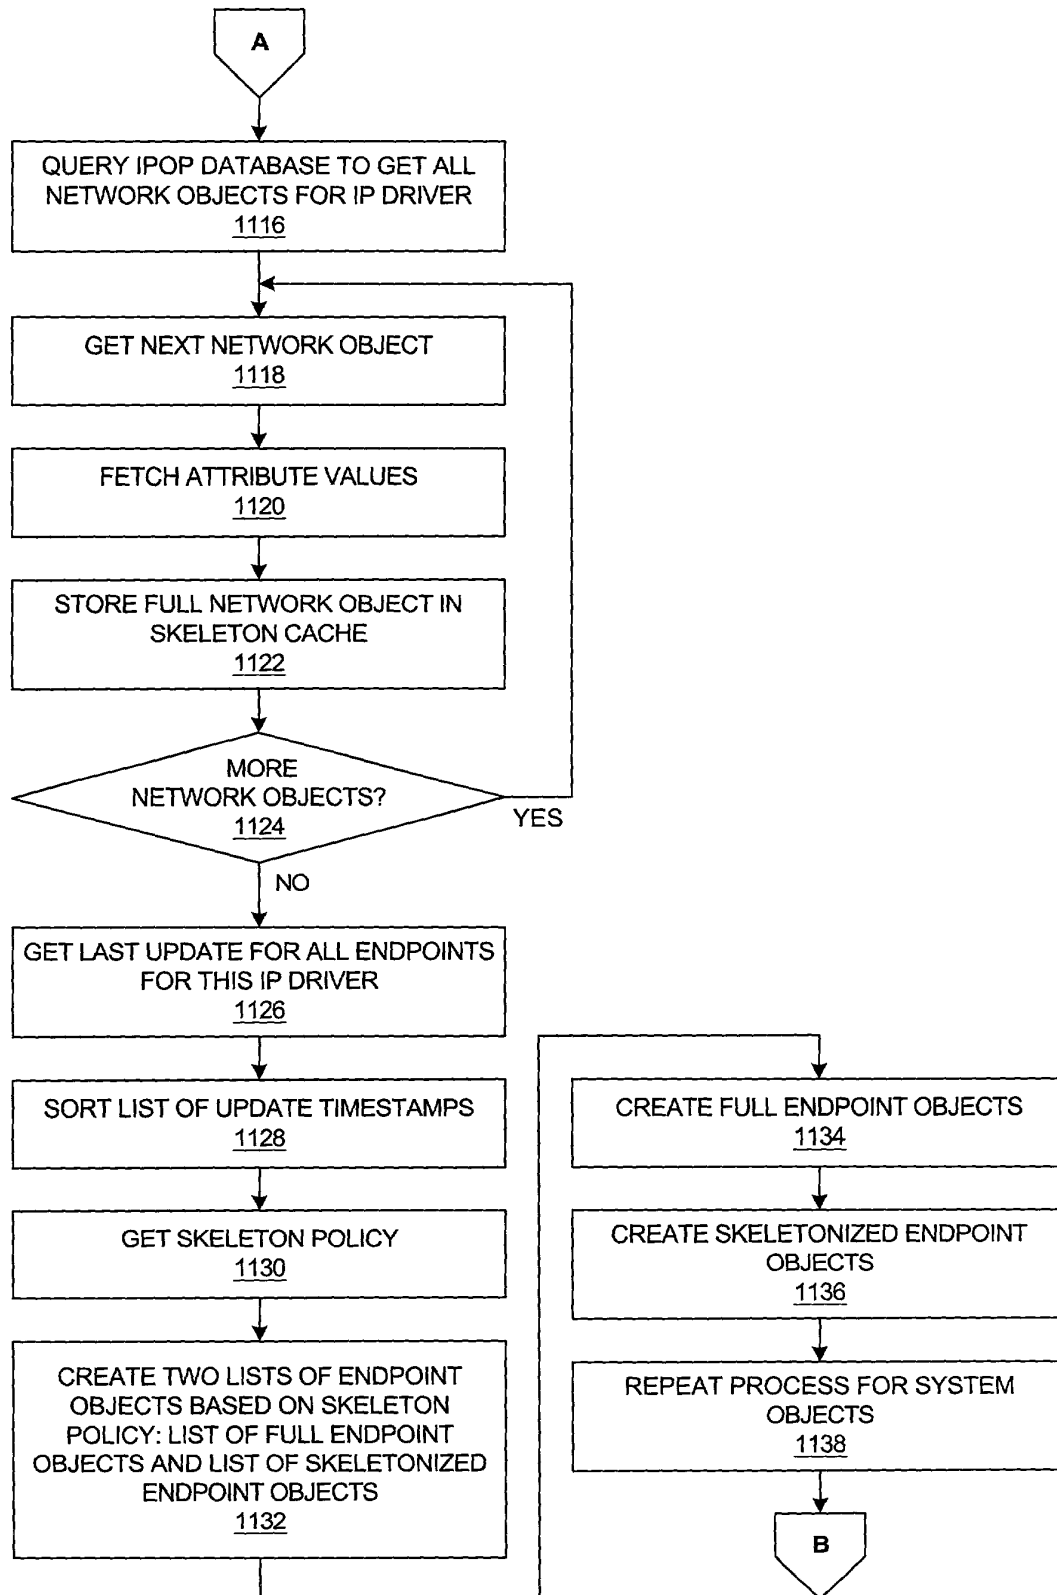 A
QUERY IPOP DATABASE TO GET ALL
NETWORK OBJECTS FOR IP DRIVER
1116
GET NEXT NETWORK OBJECT
1118
FETCH ATTRIBUTE VALUES
1120
STORE FULL NETWORK OBJECT IN
SKELETON CACHE
1122
MORE
NETWORK OBJECTS?
1124
YES
NO
GET LAST UPDATE FOR ALL ENDPOINTS
FOR THIS IP DRIVER
1126
SORT LIST OF UPDATE TIMESTAMPS
1128
GET SKELETON POLICY
1130
CREATE TWO LISTS OF ENDPOINT
OBJECTS BASED ON SKELETON
POLICY: LIST OF FULL ENDPOINT
OBJECTS AND LIST OF SKELETONIZED
ENDPOINT OBJECTS
1132
CREATE FULL ENDPOINT OBJECTS
1134
CREATE SKELETONIZED ENDPOINT
OBJECTS
1136
REPEAT PROCESS FOR SYSTEM
OBJECTS
1138
B